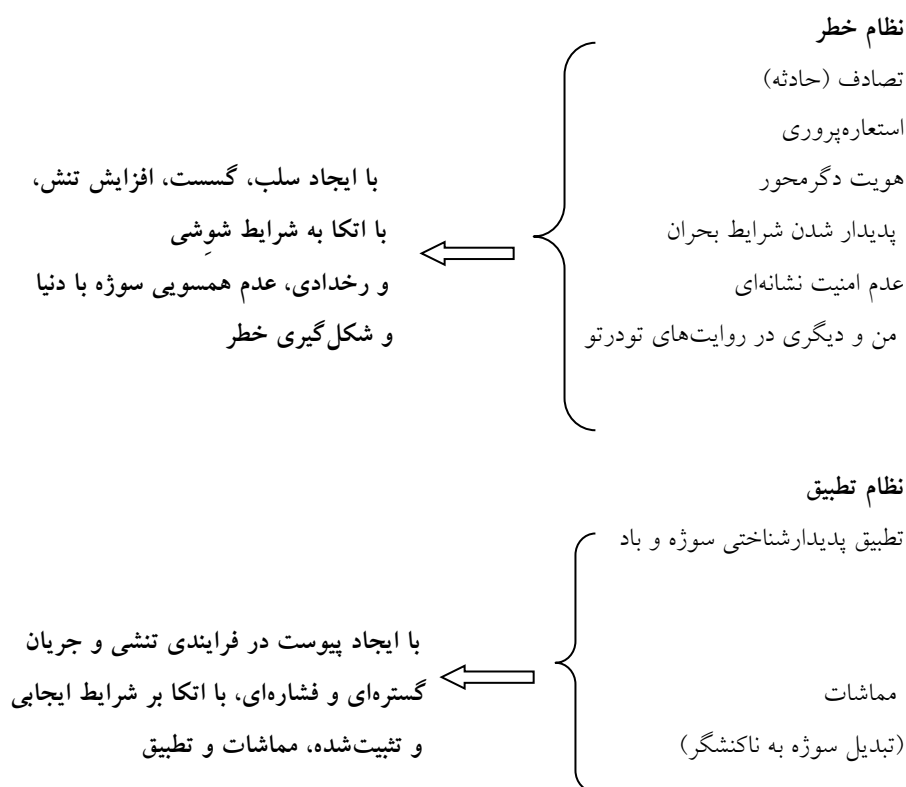 نظام خطر
تصادف (حادثه)
استعاره‌پروری
هویت دگرمحور
پدیدار شدن شرایط بحران
عدم امنیت نشانه‌ای
من و دیگری در روایت‌های تودرتو
با ایجاد سلب، گسست، افزایش تنش،
با اتکا به شرایط شوِشی
و رخدادی، عدم همسویی سوژه با دنیا
و شکل‌گیری خطر
نظام تطبیق
تطبیق پدیدارشناختی سوژه و باد
مماشات
(تبدیل سوژه به ناکنشگر)
با ایجاد پیوست در فرایندی تنشی و جریان
گستره‌ای و فشاره‌ای، با اتکا بر شرایط ایجابی
و تثبیت‌شده، مماشات و تطبیق